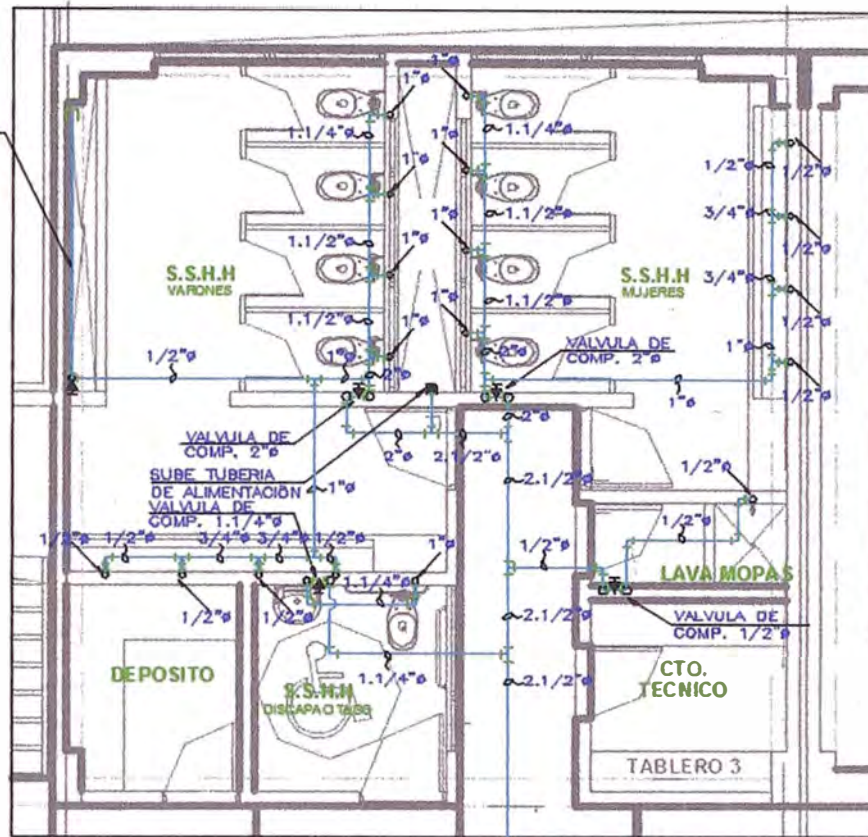 1"ø
1"ø
1.1/4"ø
1"ø
1"ø
1.1/4"ø
1/2"ø
1/2"ø
1"ø
1"ø
3/4"ø
1.1/2"ø
1.1/2"ø
1/2"ø
S.S.H.H
VARONES
1"ø
1"ø
S.S.H.H
MUJERES
3/4"ø
1/2"ø
1.1/2"ø
1"ø
1"ø
1.1/2"ø
1"ø
1/2"ø
1/2"ø
1"ø
2"ø
2"ø
VALVULA DE
COMP. 2"ø
1"ø
VALVULA DE
COMP. 2"ø
2"ø
2"ø
2.1/2"ø
SUBE TUBERIA
DE ALIMENTACIÓN
1"ø
2.1/2"ø
1/2"ø
VALVULA DE
COMP. 1.1/4"ø
1/2"ø
1/2"ø
3/4"ø
3/4"ø
1/2"ø
1"ø
1/2"ø
1/2"ø
1.1/4"ø
LAVA MOPAS
1/2"ø
1/2"ø
2.1/2"ø
VALVULA DE
COMP. 1/2"ø
1.1/4"ø
DEPOSITO
S.S.H.H
2.1/2"ø
CTO.
TECNICO
TABLERO 3